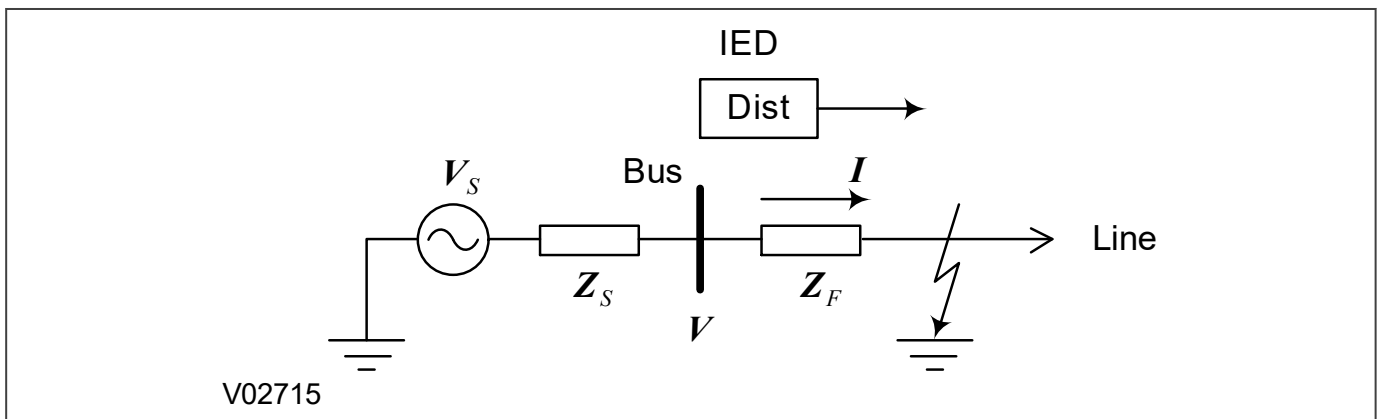 IED
Dist
V_S
Bus
I
Line
Z_S
Z_F
V
V02715